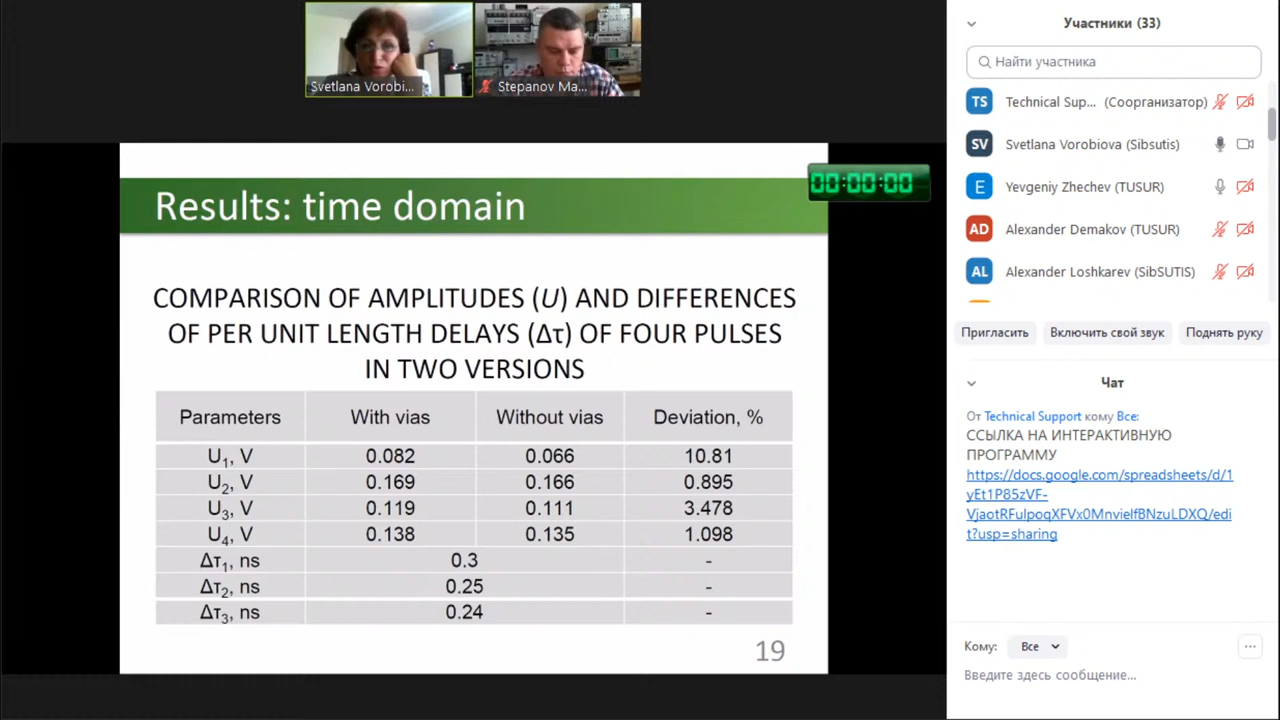 Svetlana Vorobi...
Stepanov Ma...
00:00:00
Results: time domain
COMPARISON OF AMPLITUDES (U) AND DIFFERENCES
OF PER UNIT LENGTH DELAYS (Δτ) OF FOUR PULSES
IN TWO VERSIONS
Parameters With vias Without vias Deviation, %
U1, V 0.082 0.066 10.81
U2, V 0.169 0.166 0.895
U3, V 0.119 0.111 3.478
U4, V 0.138 0.135 1.098
Δτ1, ns 0.3 -
Δτ2, ns 0.25 -
Δτ3, ns 0.24 -
19
Участники (33)
Найти участника
TS Technical Sup... (Соорганизатор)
SV Svetlana Vorobiova (Sibsutis)
E Yevgeniy Zhechev (TUSUR)
AD Alexander Demakov (TUSUR)
AL Alexander Loshkarev (SibSUTIS)
Пригласить Включить свой звук Поднять руку
Чат
От Technical Support кому Все:
ССЫЛКА НА ИНТЕРАКТИВНУЮ
ПРОГРАММУ
https://docs.google.com/spreadsheets/d/1
yEt1P85zVF-
VjaotRFulpoqXFVx0MnvielfBNzuLDXQ/edi
t?usp=sharing
Кому: Все
Введите здесь сообщение...